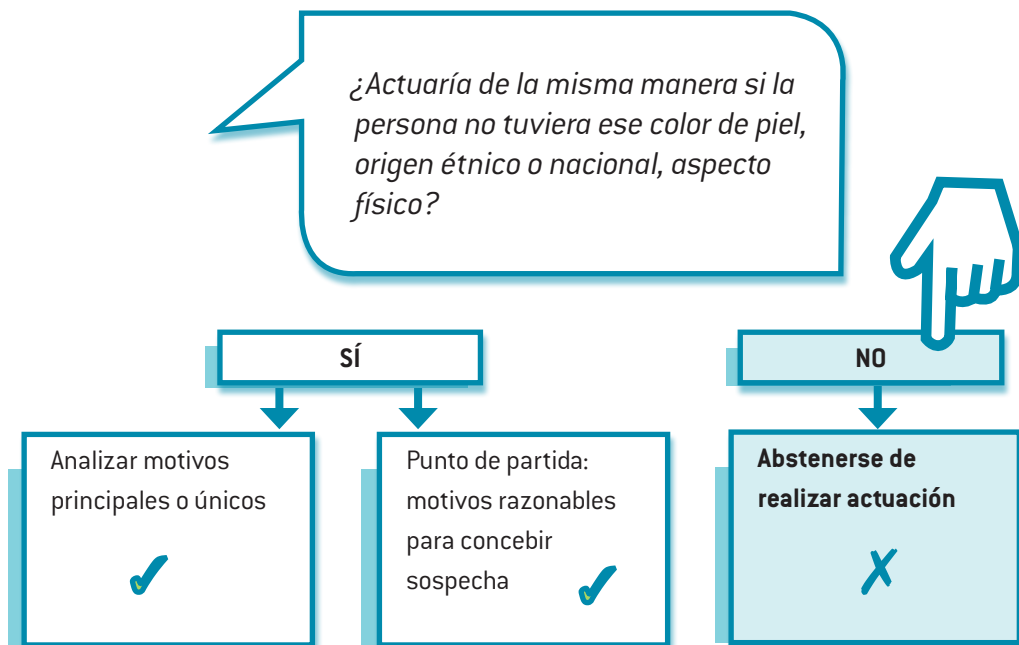 ¿Actuaría de la misma manera si la
persona no tuviera ese color de piel,
origen étnico o nacional, aspecto
físico?
SÍ
NO
Analizar motivos
principales o únicos
Punto de partida:
motivos razonables
para concebir
sospecha
Abstenerse de
realizar actuación